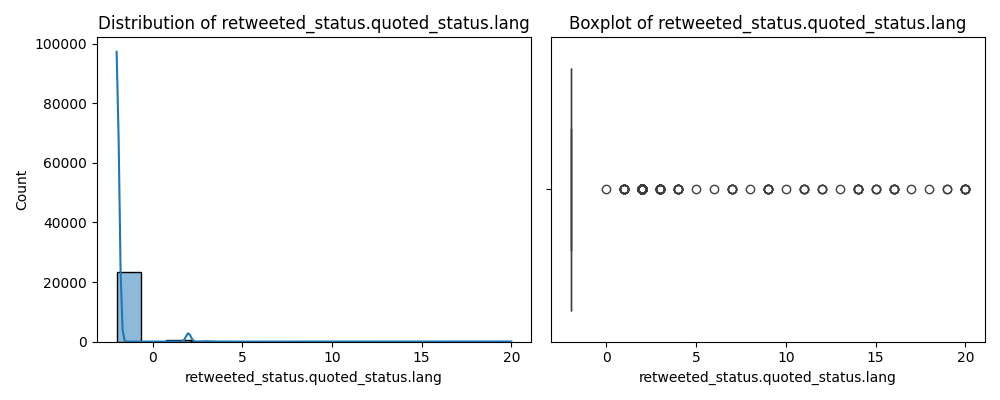 Distribution of retweeted_status.quoted_status.lang
100000
80000
60000
40000
20000
0
Count
0 5 10 15 20
retweeted_status.quoted_status.lang
Boxplot of retweeted_status.quoted_status.lang
0 5 10 15 20
retweeted_status.quoted_status.lang